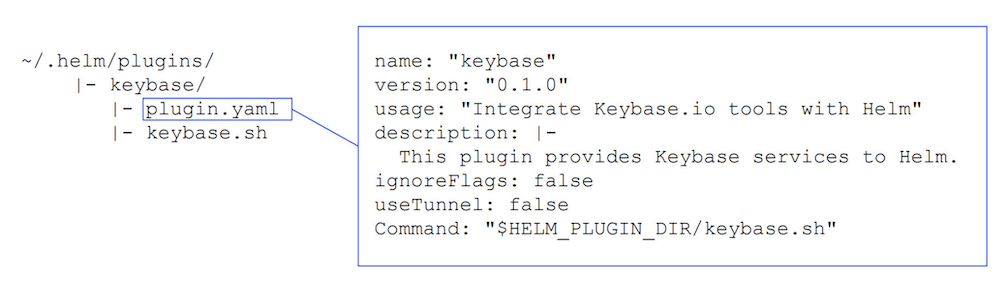 ~/.helm/plugins/
|- keybase/
|- plugin.yaml
|- keybase.sh
name: "keybase"
version: "0.1.0"
usage: "Integrate Keybase.io tools with Helm"
description: |-
This plugin provides Keybase services to Helm.
ignoreFlags: false
useTunnel: false
Command: "$HELM_PLUGIN_DIR/keybase.sh"